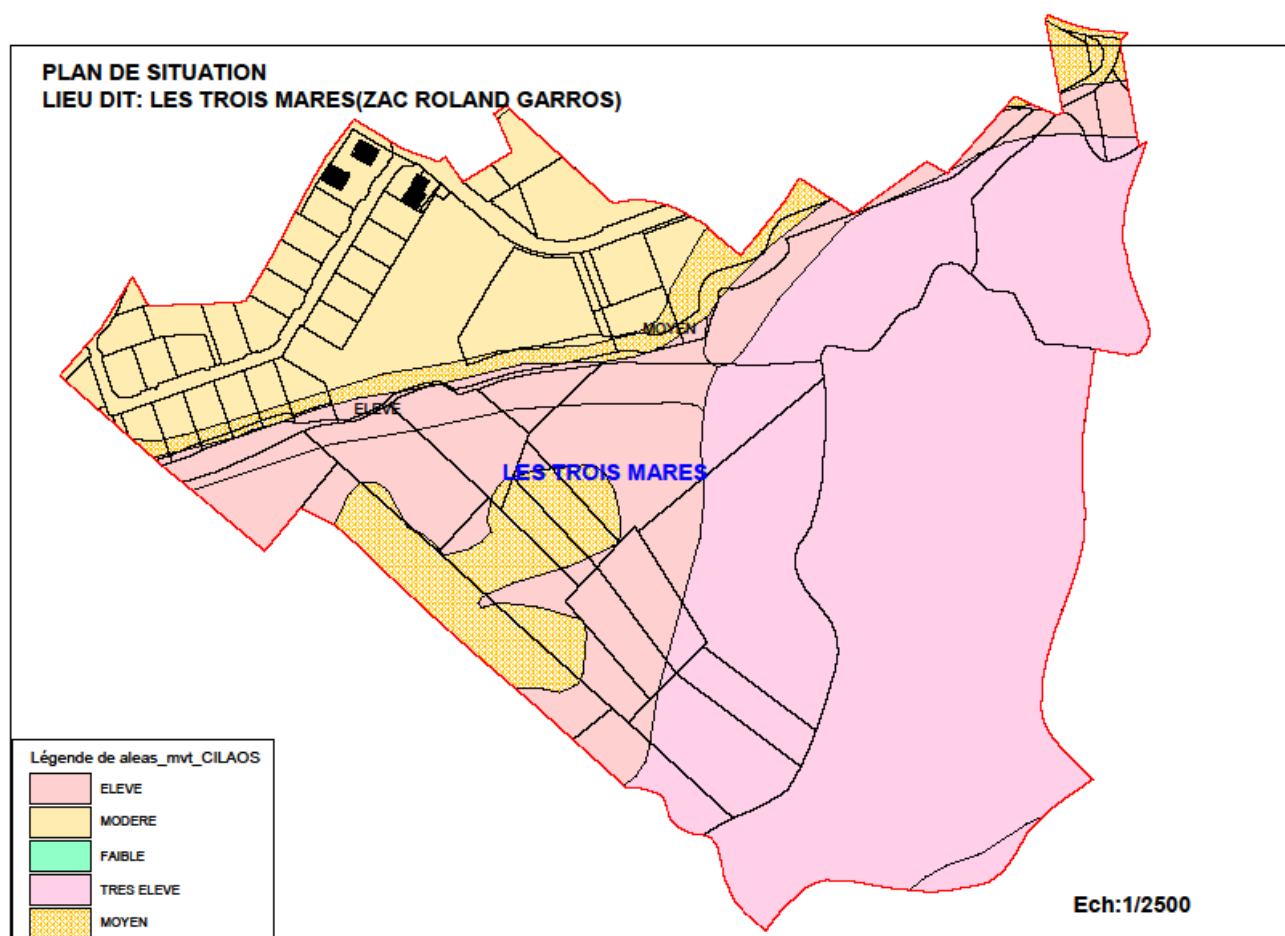 PLAN DE SITUATION
LIEU DIT: LES TROIS MARES(ZAC ROLAND GARROS)
MOYEN
ELEVE
LES TROIS MARES
Légende de aleas_mvt_CILAOS
ELEVE
MODERE
FAIBLE
TRES ELEVE
MOYEN
Ech:1/2500